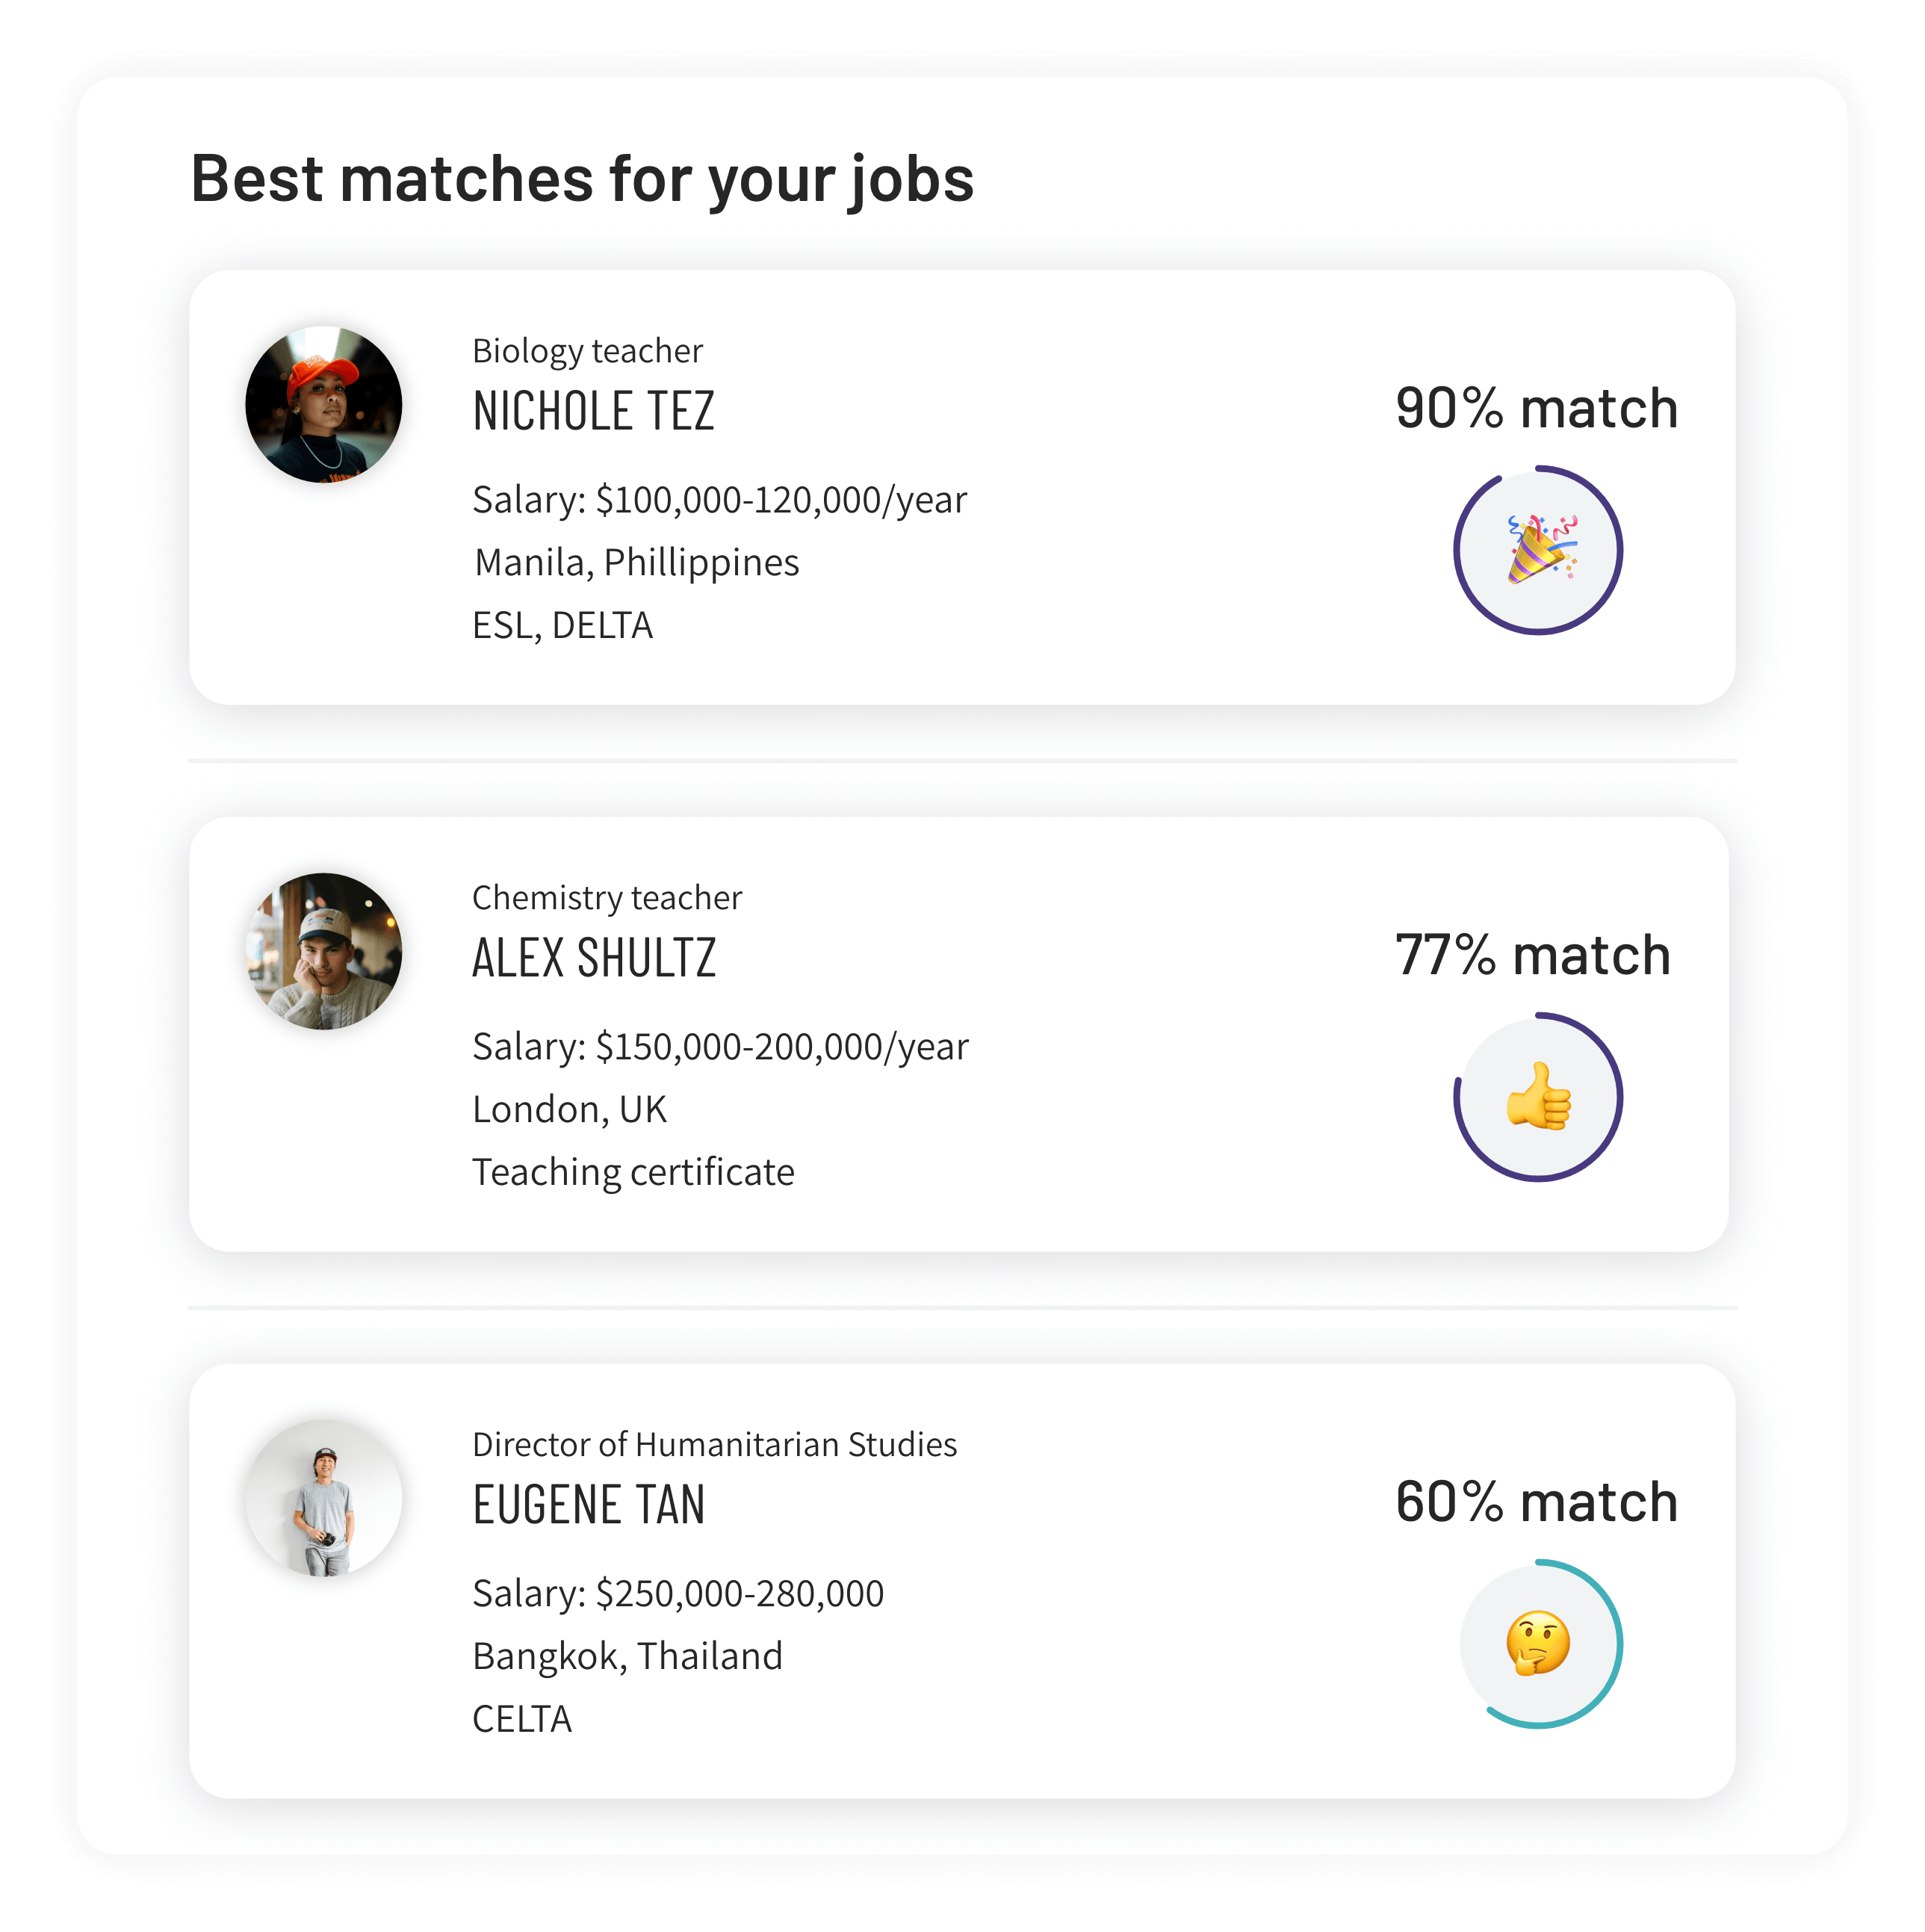 Best matches for your jobs
Biology teacher
NICHOLE TEZ
90% match
Salary: $100,000-120,000/year
Manila, Phillippines
ESL, DELTA
Chemistry teacher
ALEX SHULTZ
77% match
Salary: $150,000-200,000/year
London, UK
Teaching certificate
Director of Humanitarian Studies
EUGENE TAN
60% match
Salary: $250,000-280,000
Bangkok, Thailand
CELTA